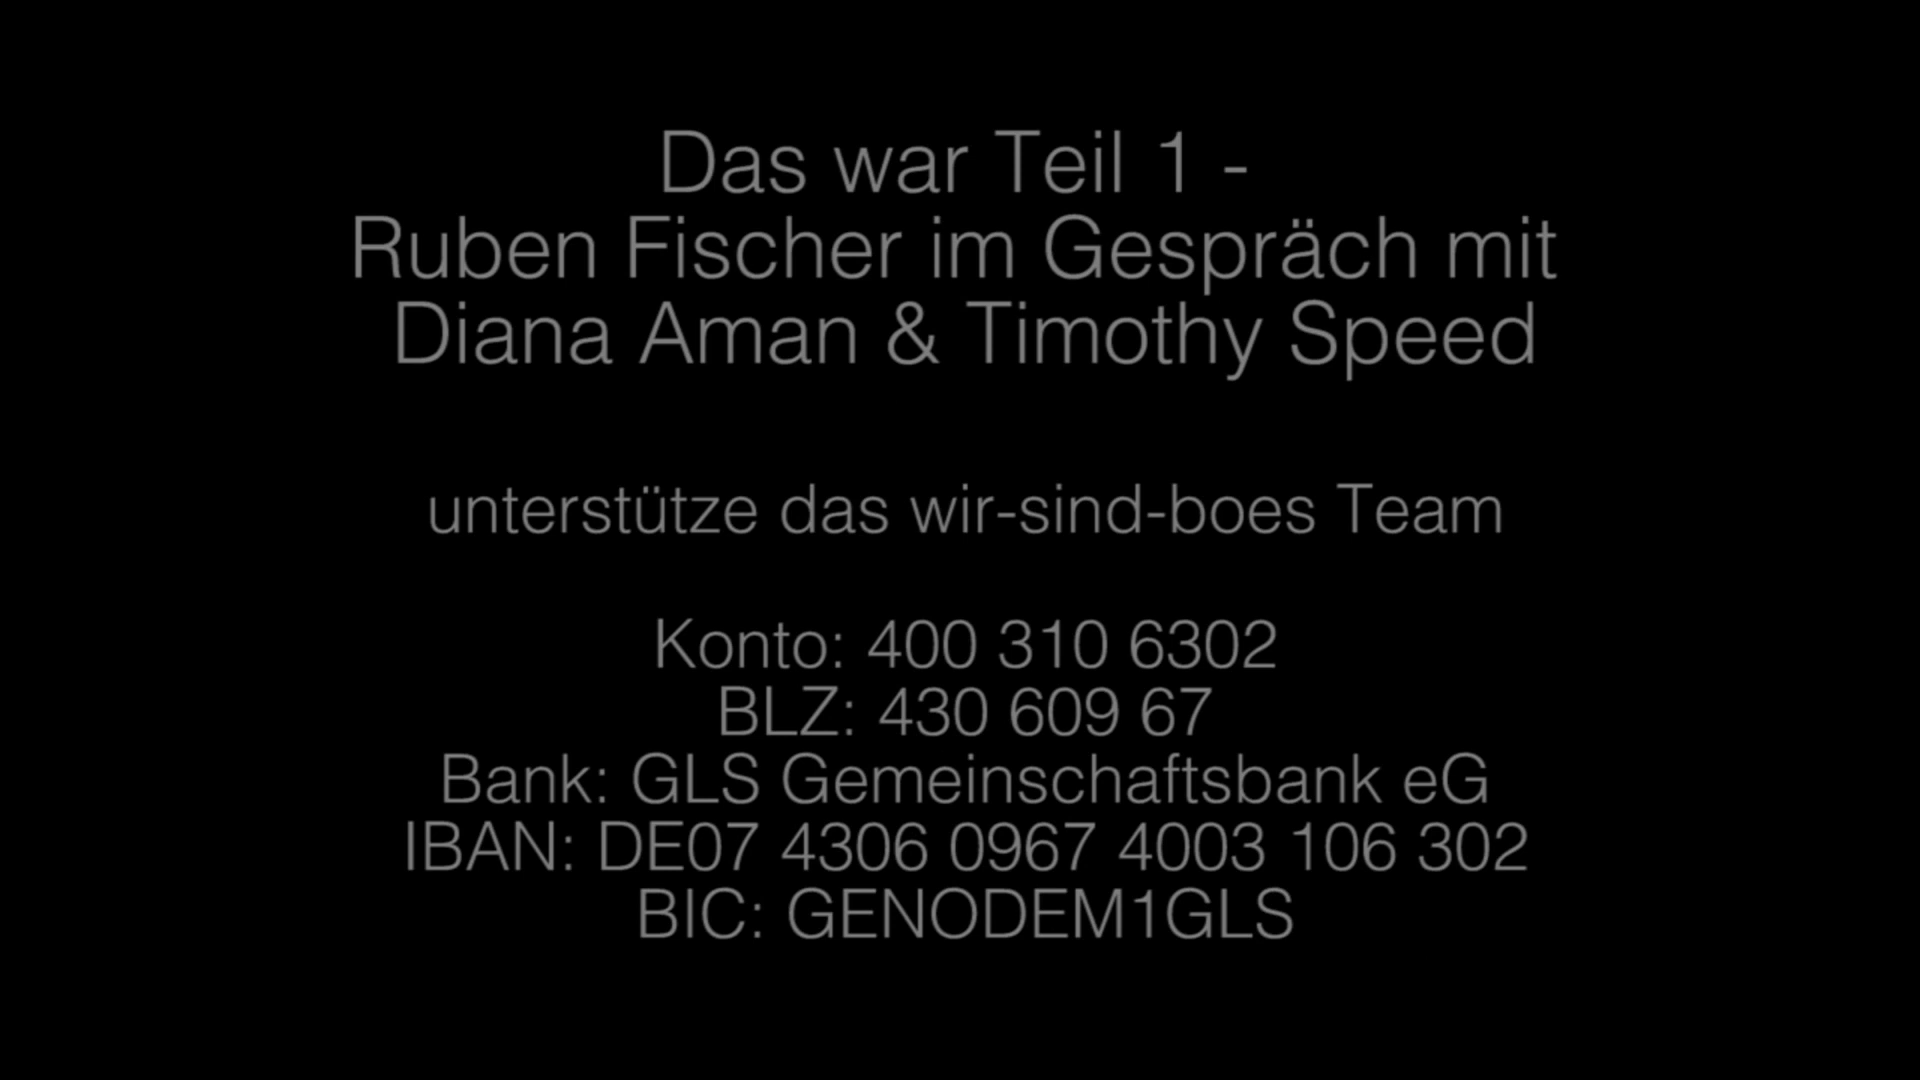 Das war Teil 1 -
Ruben Fischer im Gespräch mit
Diana Aman & Timothy Speed
unterstütze das wir-sind-boes Team
Konto: 400 310 6302
BLZ: 430 609 67
Bank: GLS Gemeinschaftsbank eG
IBAN: DE07 4306 0967 4003 106 302
BIC: GENODEM1GLS